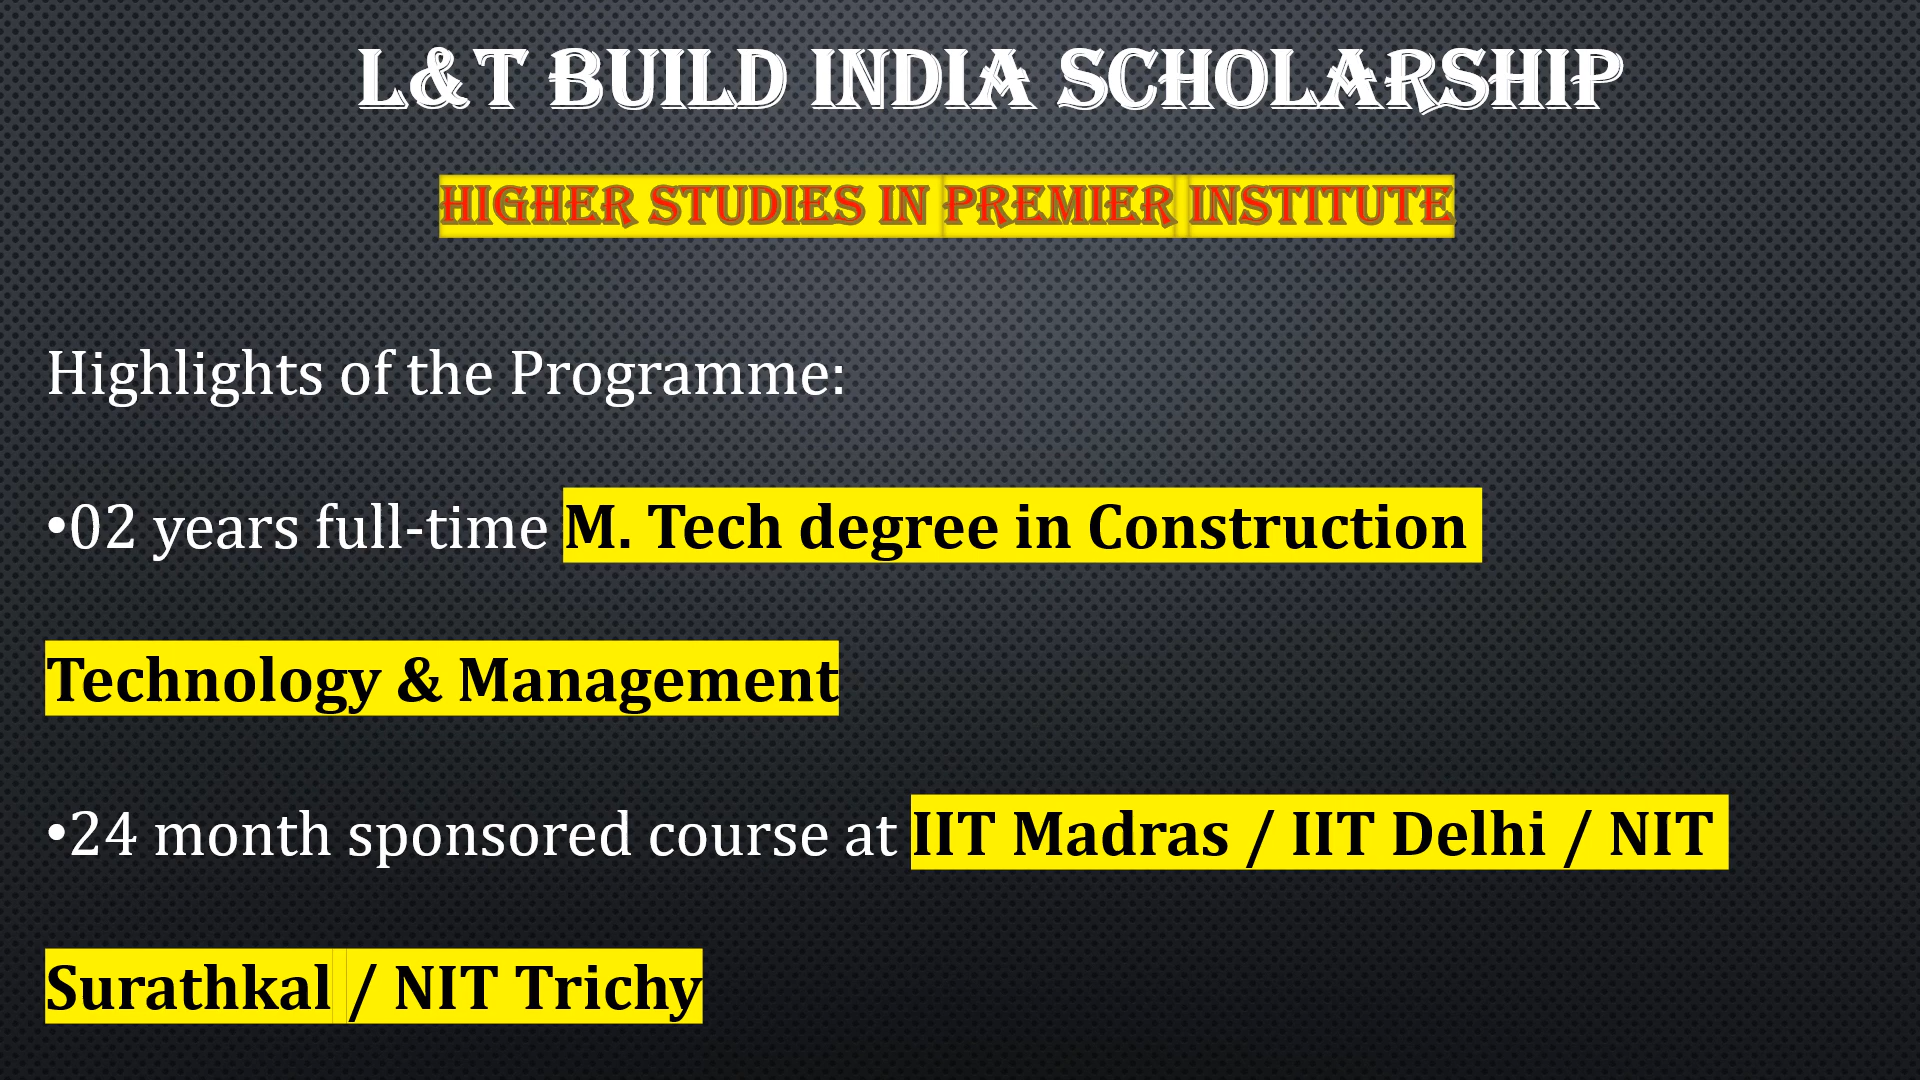 L&T BUILD INDIA SCHOLARSHIP
HIGHER STUDIES IN PREMIER INSTITUTE
Highlights of the Programme:
•02 years full-time M. Tech degree in Construction
Technology & Management
•24 month sponsored course at IIT Madras / IIT Delhi / NIT
Surathkal / NIT Trichy